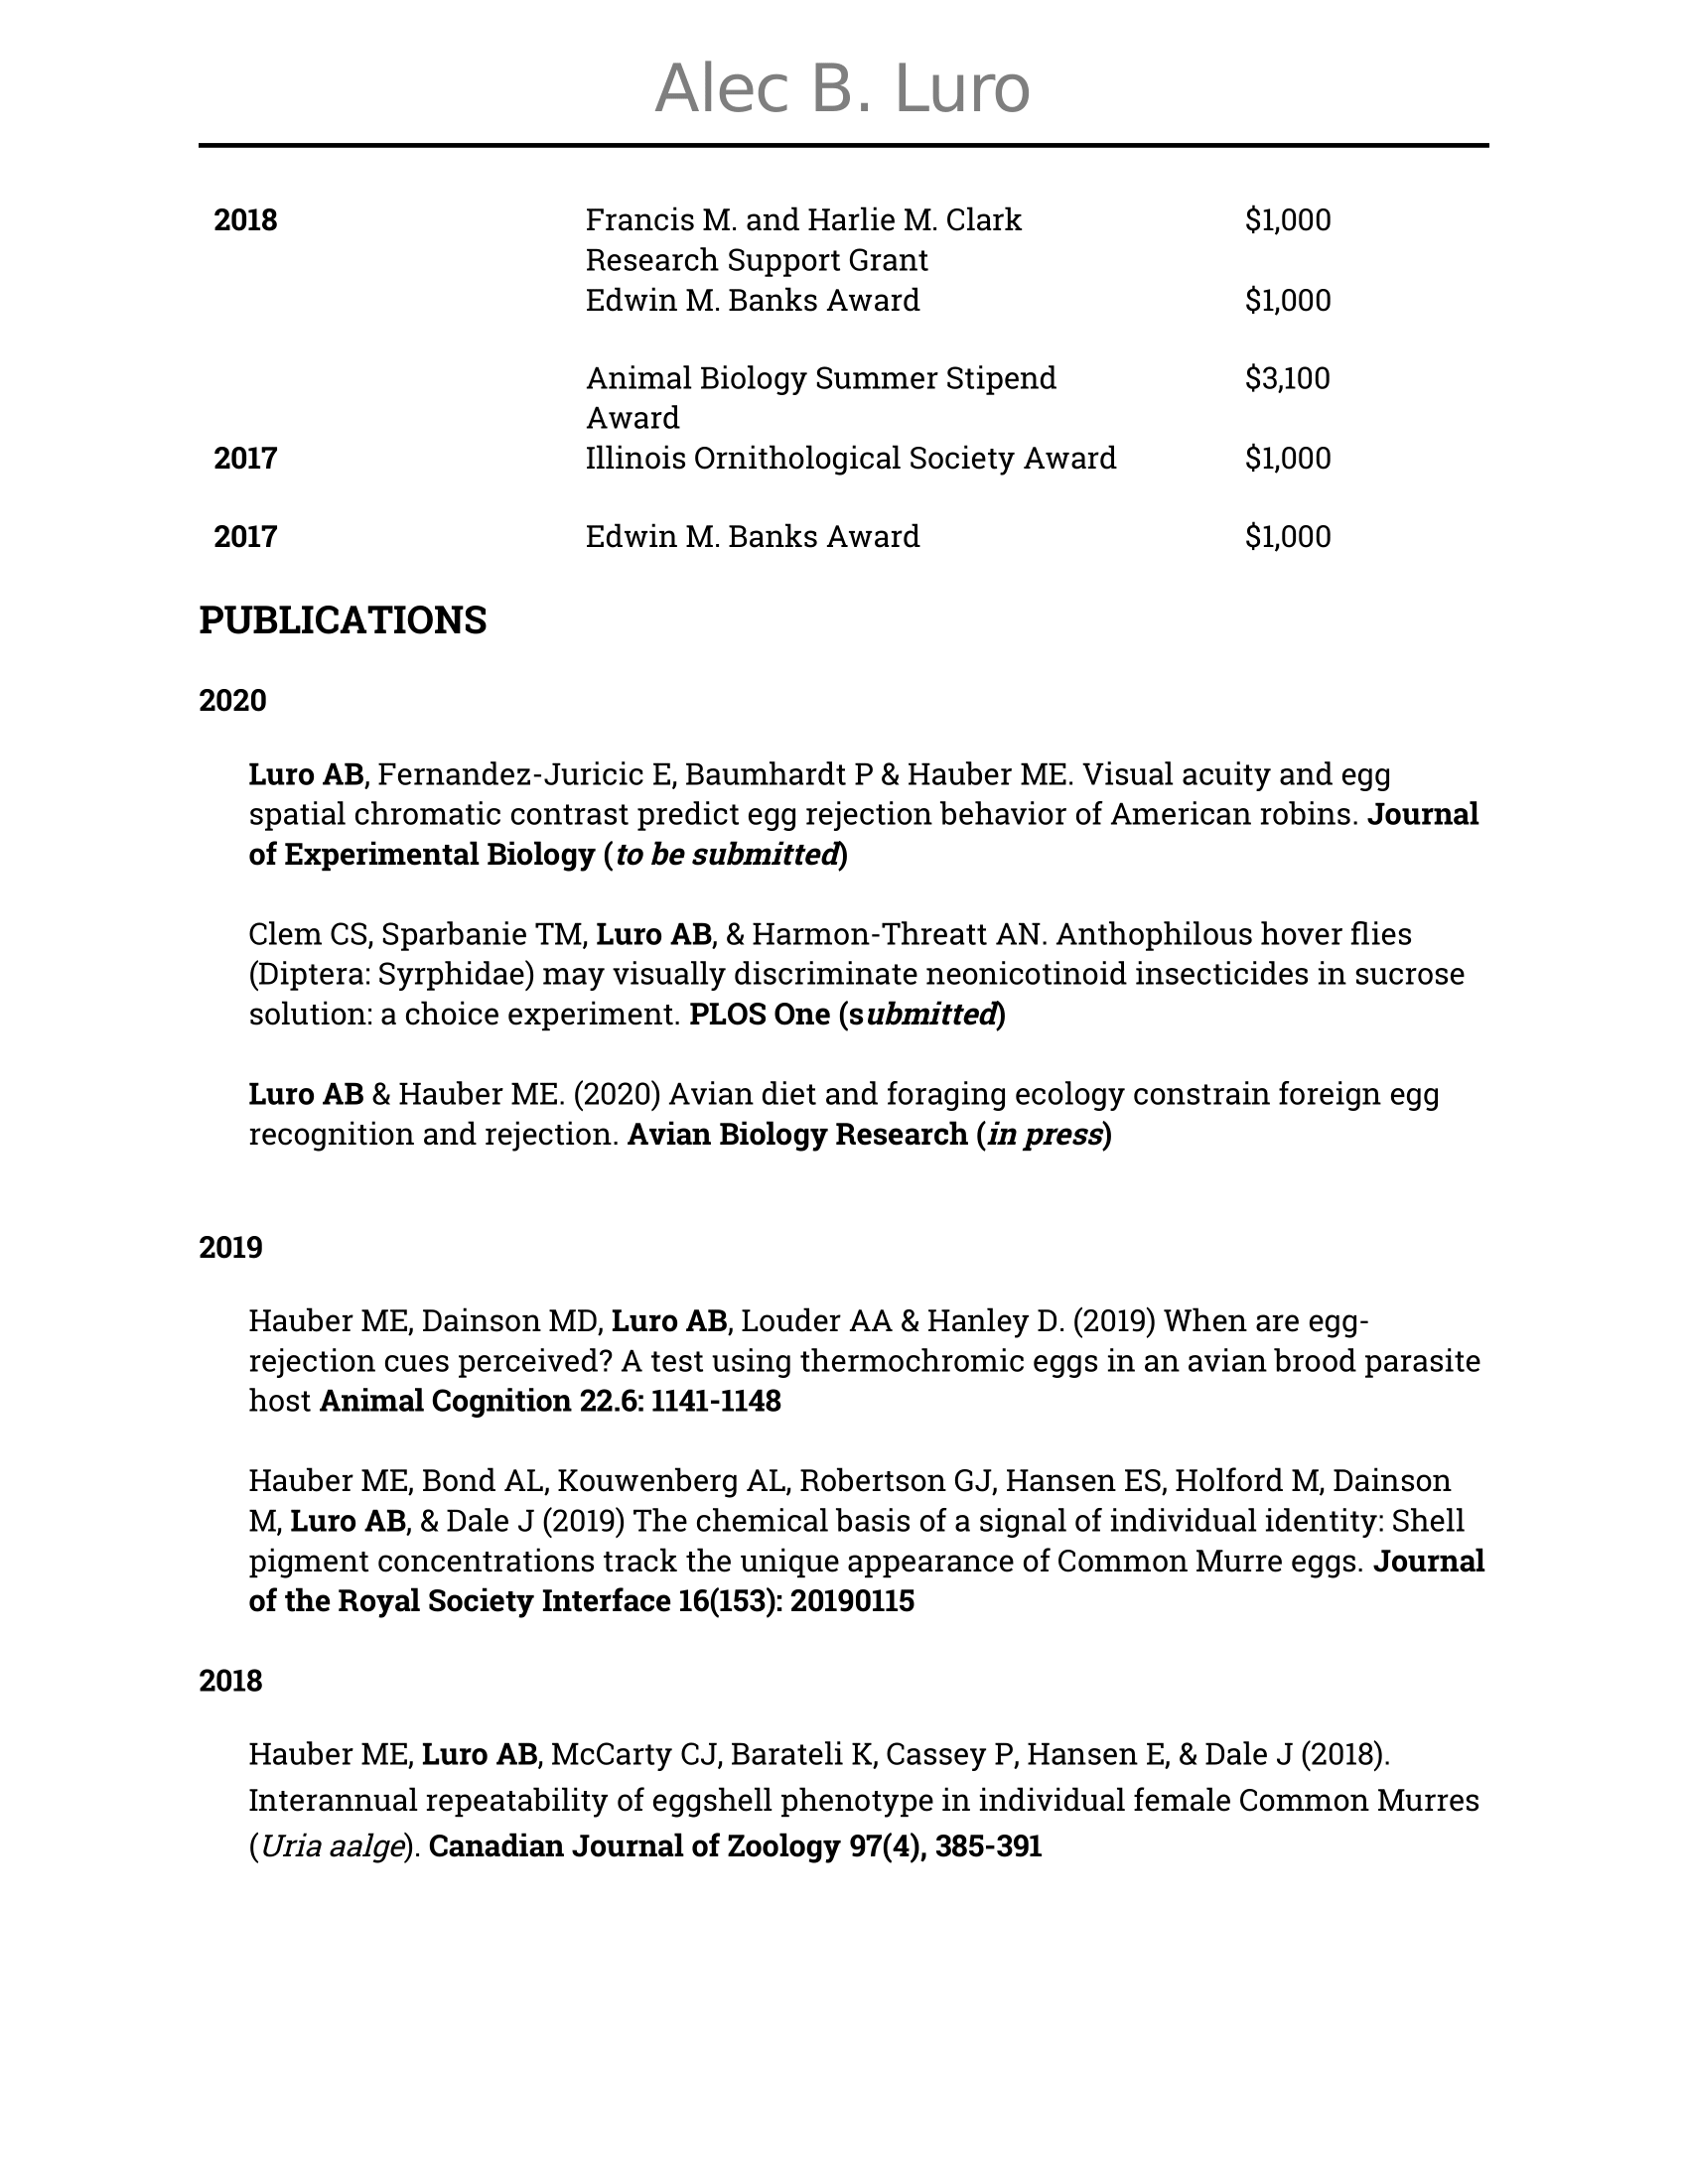 Alec B. Luro
2018 Francis M. and Harlie M. Clark $1,000
Research Support Grant
Edwin M. Banks Award $1,000
Animal Biology Summer Stipend $3,100
Award
2017 Illinois Ornithological Society Award $1,000
2017 Edwin M. Banks Award $1,000
PUBLICATIONS
2020
Luro AB, Fernandez-Juricic E, Baumhardt P & Hauber ME. Visual acuity and egg
spatial chromatic contrast predict egg rejection behavior of American robins. Journal
of Experimental Biology (to be submitted)
Clem CS, Sparbanie TM, Luro AB, & Harmon-Threatt AN. Anthophilous hover flies
(Diptera: Syrphidae) may visually discriminate neonicotinoid insecticides in sucrose
solution: a choice experiment. PLOS One (submitted)
Luro AB & Hauber ME. (2020) Avian diet and foraging ecology constrain foreign egg
recognition and rejection. Avian Biology Research (in press)
2019
Hauber ME, Dainson MD, Luro AB, Louder AA & Hanley D. (2019) When are egg-
rejection cues perceived? A test using thermochromic eggs in an avian brood parasite
host Animal Cognition 22.6: 1141-1148
Hauber ME, Bond AL, Kouwenberg AL, Robertson GJ, Hansen ES, Holford M, Dainson
M, Luro AB, & Dale J (2019) The chemical basis of a signal of individual identity: Shell
pigment concentrations track the unique appearance of Common Murre eggs. Journal
of the Royal Society Interface 16(153): 20190115
2018
Hauber ME, Luro AB, McCarty CJ, Barateli K, Cassey P, Hansen E, & Dale J (2018).
Interannual repeatability of eggshell phenotype in individual female Common Murres
(Uria aalge). Canadian Journal of Zoology 97(4), 385-391